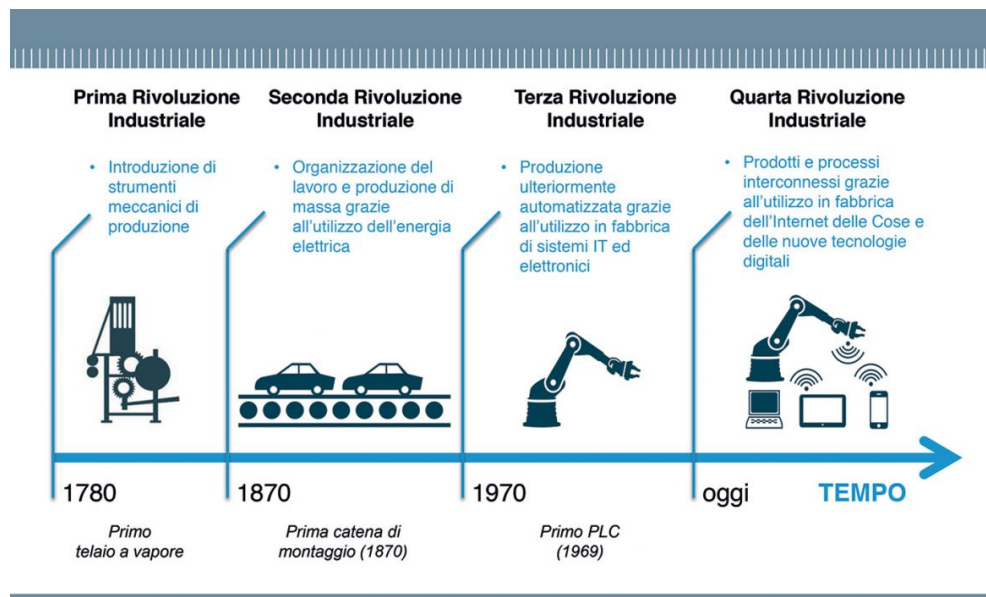 Prima Rivoluzione
Industriale
• Introduzione di
strumenti
meccanici di
produzione
Seconda Rivoluzione
Industriale
• Organizzazione del
lavoro e produzione di
massa grazie
all'utilizzo dell'energia
elettrica
Terza Rivoluzione
Industriale
• Produzione
ulteriormente
automatizzata grazie
all'utilizzo in fabbrica
di sistemi IT ed
elettronici
Quarta Rivoluzione
Industriale
• Prodotti e processi
interconnessi grazie
all'utilizzo in fabbrica
dell'Internet delle Cose e
delle nuove tecnologie
digitali
1780
1870
1970
oggi
TEMPO
Primo
telaio a vapore
Prima catena di
montaggio (1870)
Primo PLC
(1969)